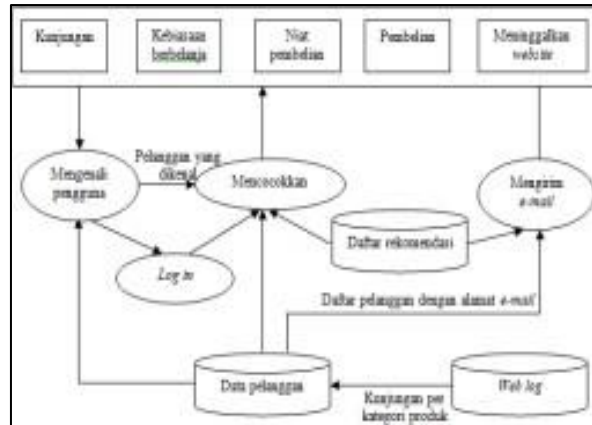 Kunjungan
Kebiasaan
berbelanja
Niat
pembelian
Pembelian
Meninggalkan
website
Pelanggan yang
dikenal
Mengenali
pengguna
Mencocokkan
Mengirim
e-mail
Daftar rekomendasi
Log in
Daftar pelanggan dengan alamat e-mail
Data pelanggan
Kunjungan per
kategori produk
Web log